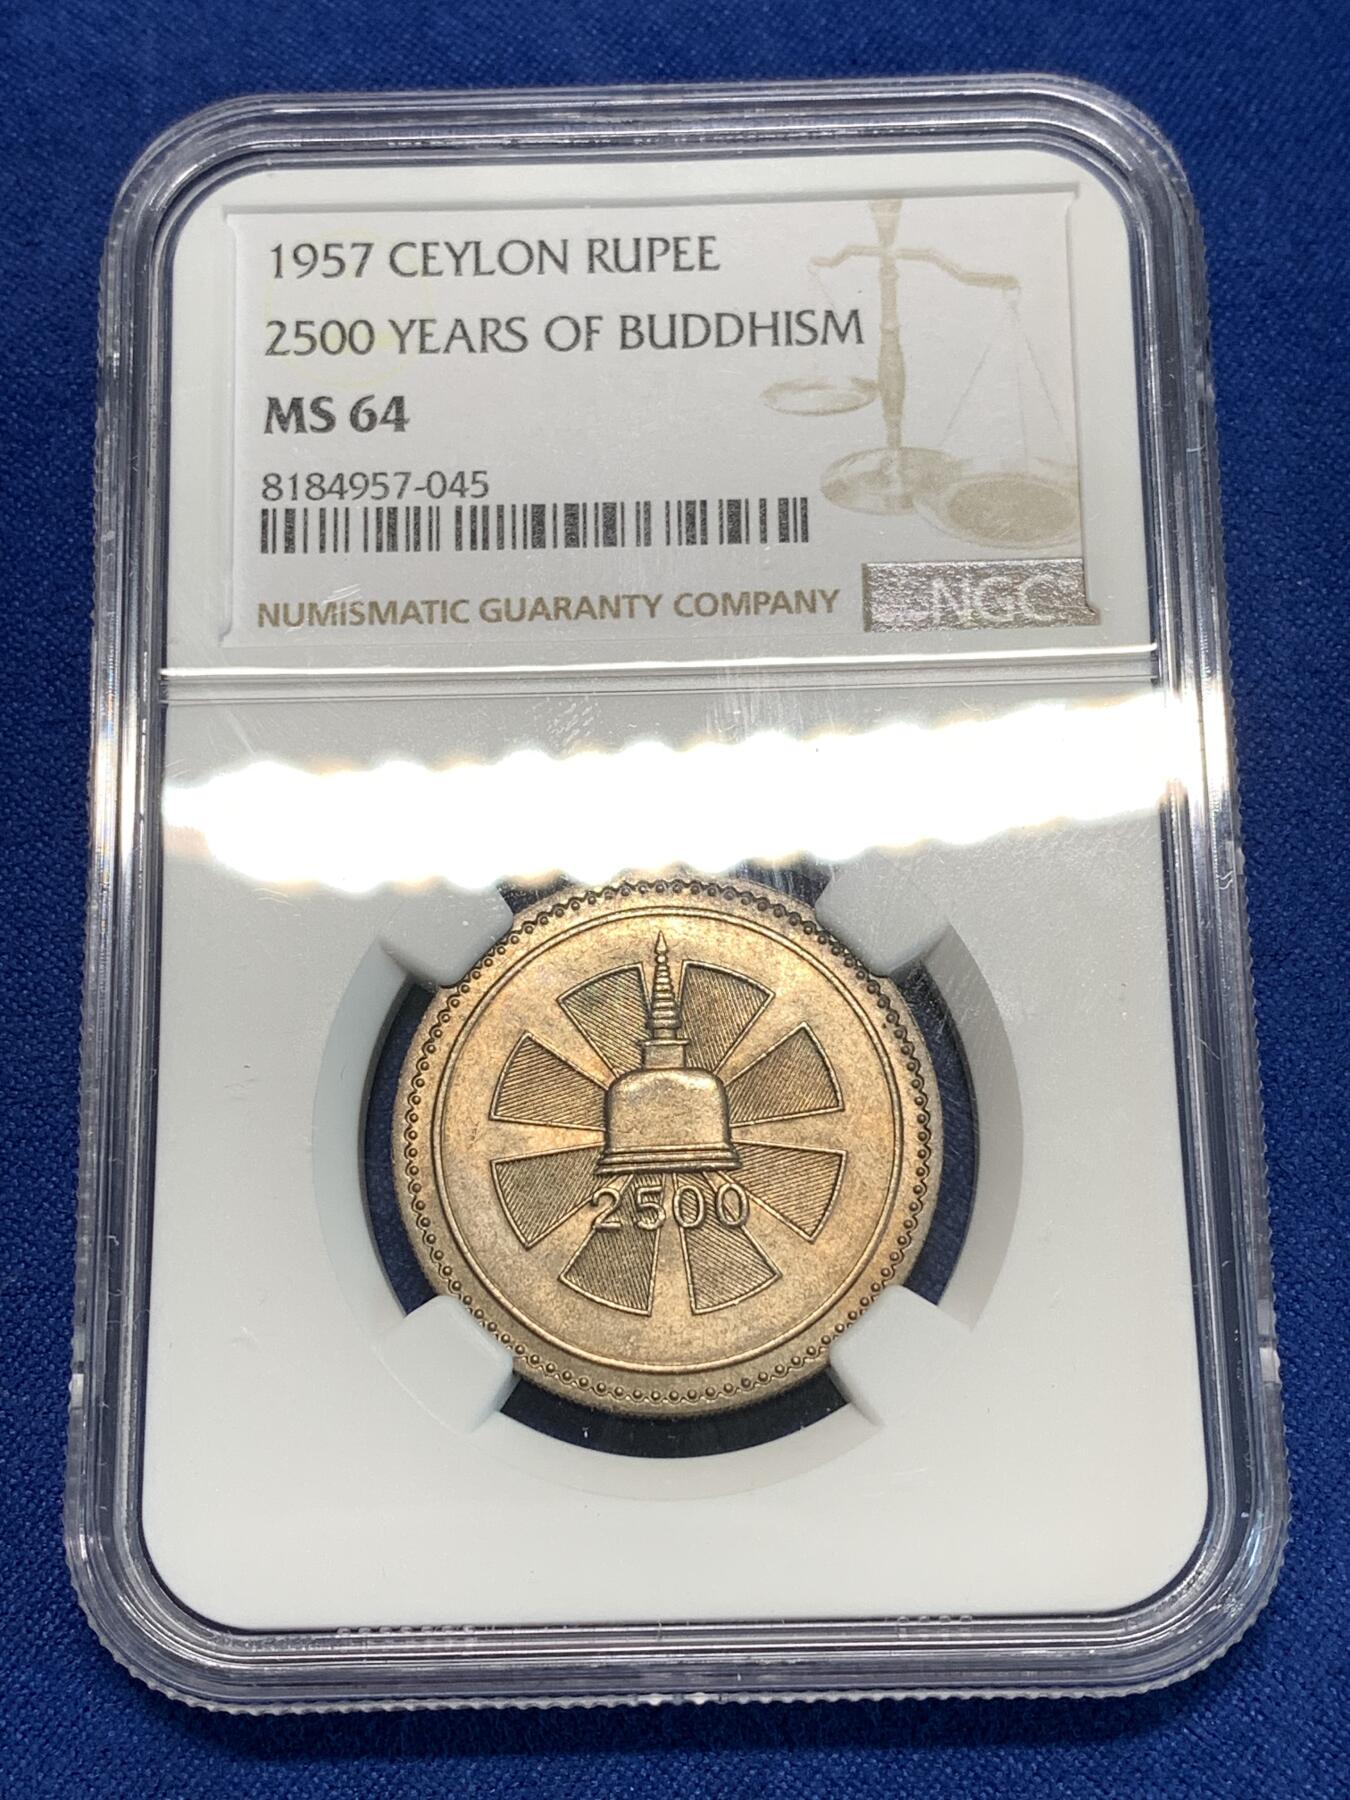 1957 CEYLON RUPEE
2500 YEARS OF BUDDHISM
MS 64
8184957-045
NUMISMATIC GUARANTY COMPANY
NGC
2500